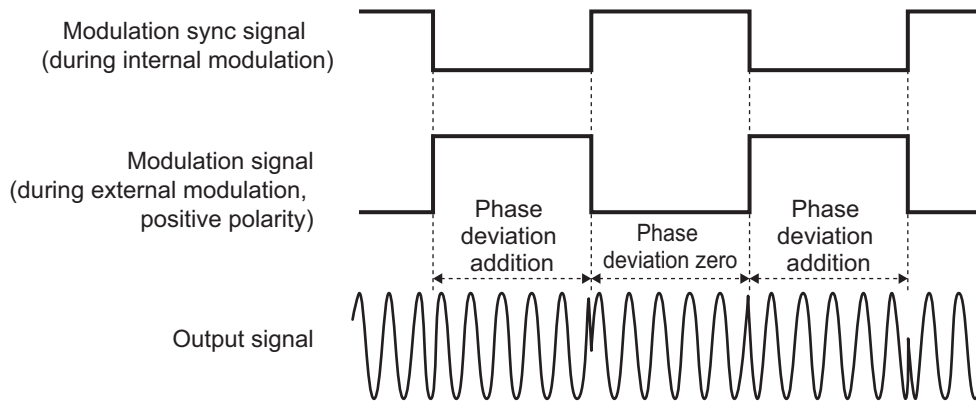 Modulation sync signal
(during internal modulation)
Modulation signal
(during external modulation,
positive polarity)
Phase
deviation
addition
Phase
deviation zero
Phase
deviation
addition
Output signal